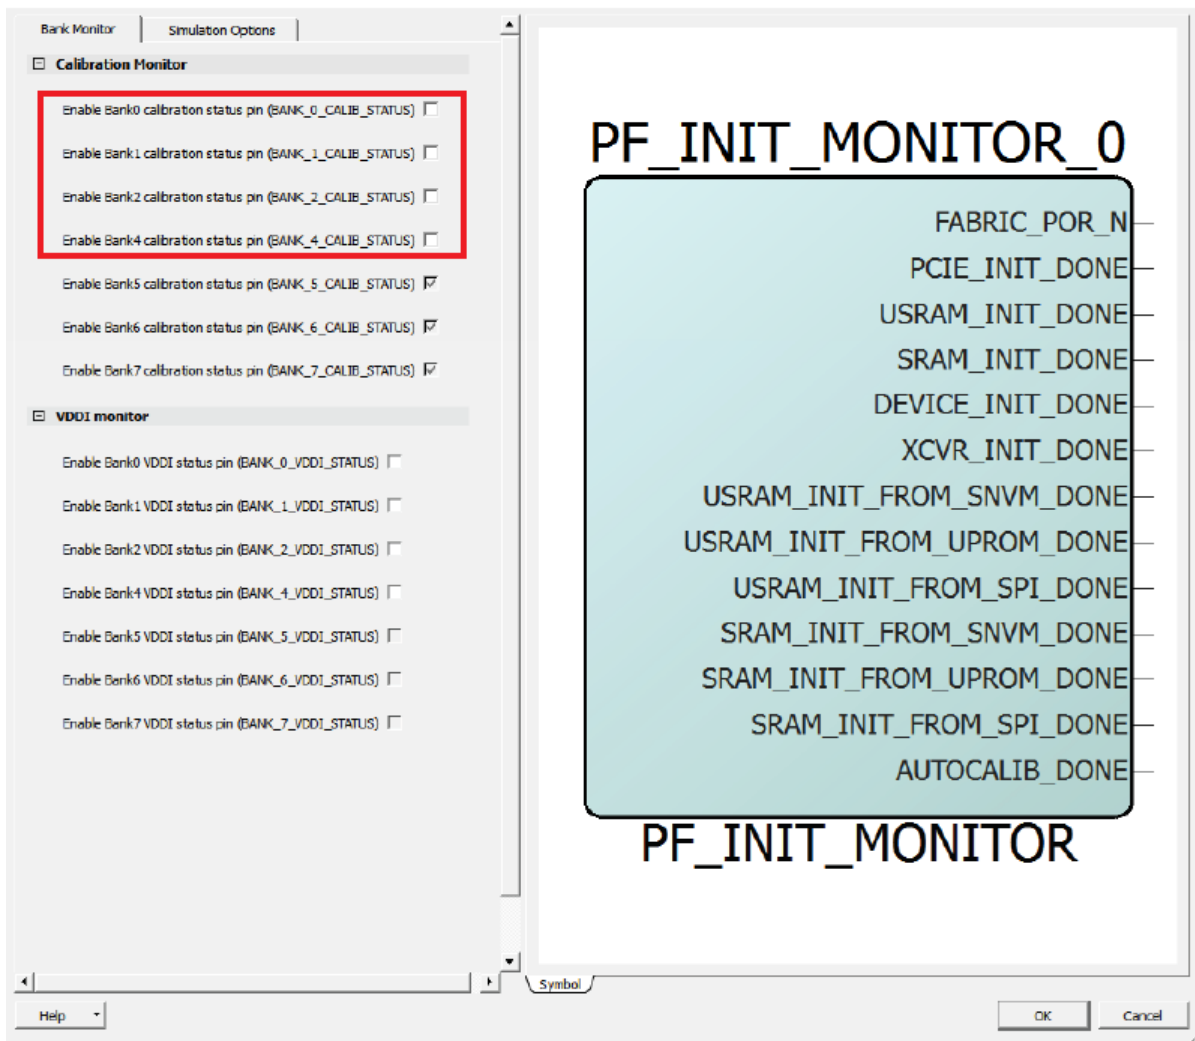 Bank Monitor
Simulation Options
Calibration Monitor
Enable Bank0 calibration status pin (BANK_0_CALIB_STATUS)
Enable Bank1 calibration status pin (BANK_1_CALIB_STATUS)
Enable Bank2 calibration status pin (BANK_2_CALIB_STATUS)
Enable Bank4 calibration status pin (BANK_4_CALIB_STATUS)
Enable Bank5 calibration status pin (BANK_5_CALIB_STATUS)
Enable Bank6 calibration status pin (BANK_6_CALIB_STATUS)
Enable Bank7 calibration status pin (BANK_7_CALIB_STATUS)
VDDI monitor
Enable Bank0 VDDI status pin (BANK_0_VDDI_STATUS)
Enable Bank1 VDDI status pin (BANK_1_VDDI_STATUS)
Enable Bank2 VDDI status pin (BANK_2_VDDI_STATUS)
Enable Bank4 VDDI status pin (BANK_4_VDDI_STATUS)
Enable Bank5 VDDI status pin (BANK_5_VDDI_STATUS)
Enable Bank6 VDDI status pin (BANK_6_VDDI_STATUS)
Enable Bank7 VDDI status pin (BANK_7_VDDI_STATUS)
PF_INIT_MONITOR_0
FABRIC_POR_N
PCIE_INIT_DONE
USRAM_INIT_DONE
SRAM_INIT_DONE
DEVICE_INIT_DONE
XCVR_INIT_DONE
USRAM_INIT_FROM_SNVM_DONE
USRAM_INIT_FROM_UPROM_DONE
USRAM_INIT_FROM_SPI_DONE
SRAM_INIT_FROM_SNVM_DONE
SRAM_INIT_FROM_UPROM_DONE
SRAM_INIT_FROM_SPI_DONE
AUTOCALIB_DONE
PF_INIT_MONITOR
Symbol
Help
OK
Cancel